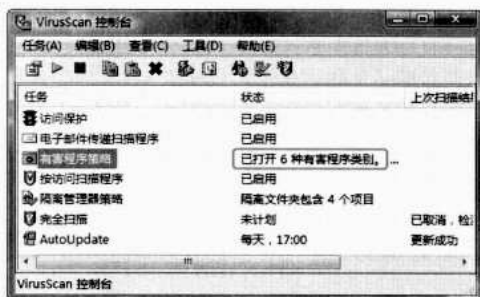 VirusScan 控制台
任务(A) 编辑(B) 查看(C) 工具(D) 帮助(E)
任务 状态 上次扫描结
访问保护 已启用
电子邮件传递扫描程序 已启用
有害程序策略 已打开 6 种有害程序类别。 ...
按访问扫描程序 已启用
隔离管理器策略 隔离文件夹包含 4 个项目
完全扫描 未计划 已取消，检
AutoUpdate 每天，17:00 更新成功
VirusScan 控制台